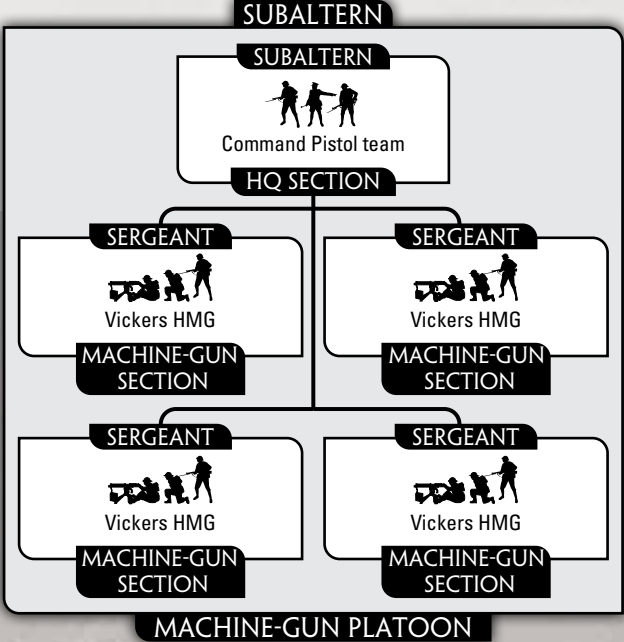 SUBALTERN
SUBALTERN
Command Pistol team
HQ SECTION
SERGEANT
Vickers HMG
MACHINE-GUN
SECTION
SERGEANT
Vickers HMG
MACHINE-GUN
SECTION
SERGEANT
Vickers HMG
MACHINE-GUN
SECTION
SERGEANT
Vickers HMG
MACHINE-GUN
SECTION
MACHINE-GUN PLATOON